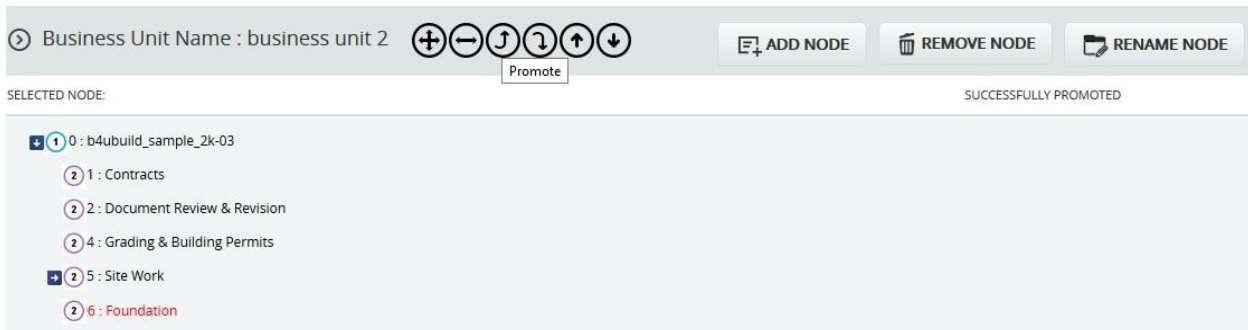 Business Unit Name : business unit 2
ADD NODE
REMOVE NODE
RENAME NODE
Promote
SELECTED NODE:
SUCCESSFULLY PROMOTED
1 0 : b4ubuild_sample_2k-03
2 1 : Contracts
2 2 : Document Review & Revision
2 4 : Grading & Building Permits
2 5 : Site Work
2 6 : Foundation